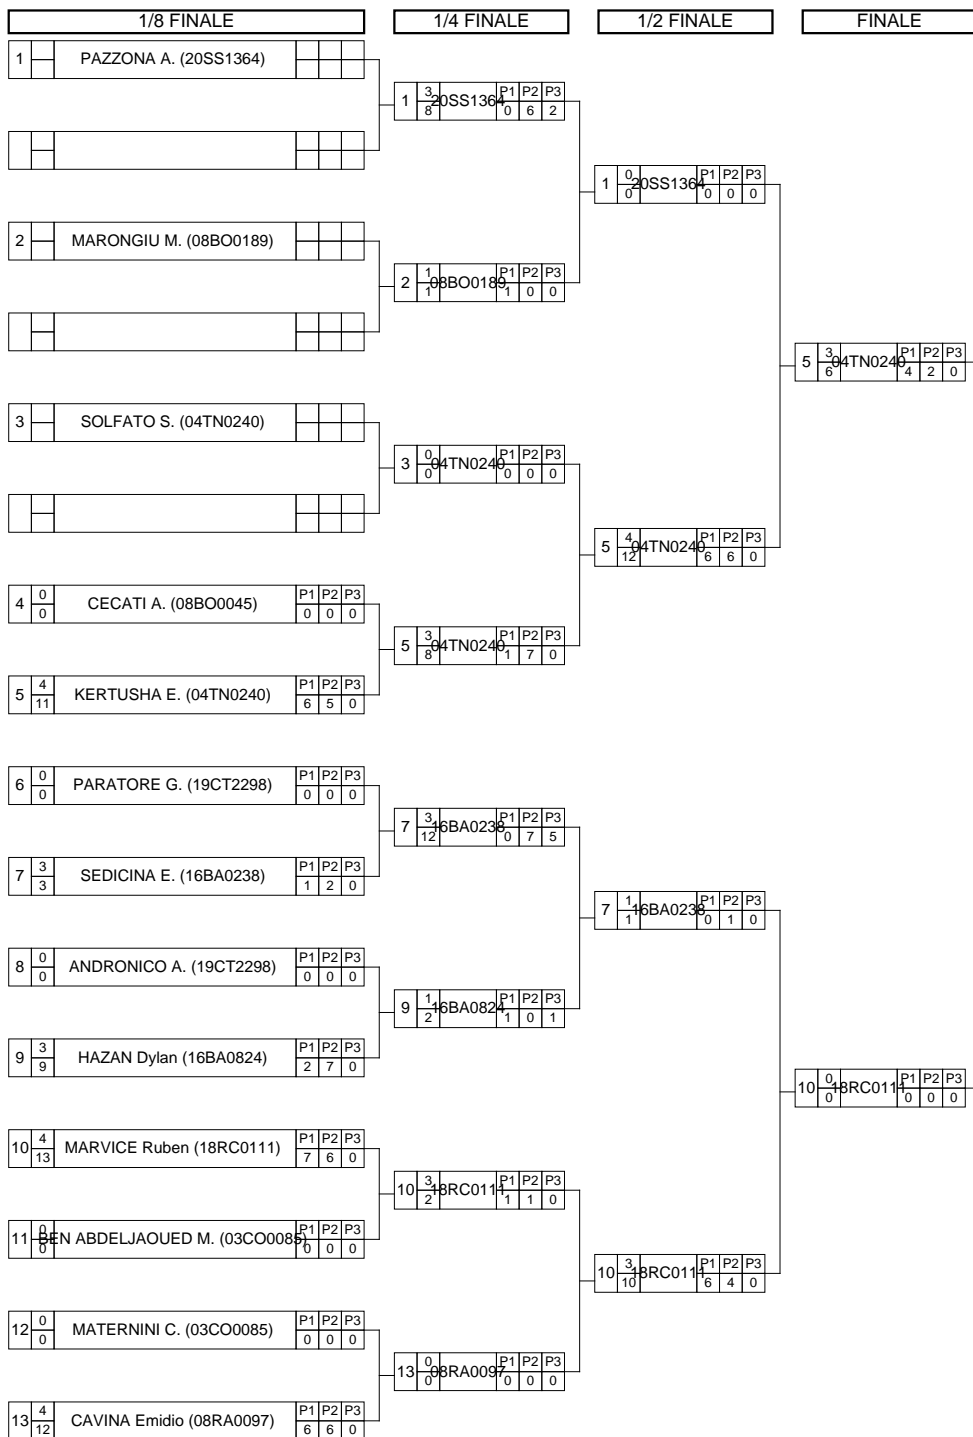 1/8 FINALE 1/4 FINALE 1/2 FINALE FINALE
1 PAZZONA A. (20SS1364)
1 3 8 20SS1364 P1 P2 P3 0 6 2
1 0 0 20SS1364 P1 P2 P3 0 0 0
2 MARONGIU M. (08BO0189)
2 1 1 08BO0189 P1 P2 P3 1 0 0
5 3 6 04TN0240 P1 P2 P3 4 2 0
3 SOLFATO S. (04TN0240)
3 0 0 04TN0240 P1 P2 P3 0 0 0
5 4 12 04TN0240 P1 P2 P3 6 6 0
4 0 0 CECATI A. (08BO0045) P1 P2 P3 0 0 0
5 3 8 04TN0240 P1 P2 P3 1 7 0
5 4 11 KERTUSHA E. (04TN0240) P1 P2 P3 6 5 0
6 0 0 PARATORE G. (19CT2298) P1 P2 P3 0 0 0
7 3 12 16BA0238 P1 P2 P3 0 7 5
7 3 3 SEDICINA E. (16BA0238) P1 P2 P3 1 2 0
7 1 1 16BA0238 P1 P2 P3 0 1 0
8 0 0 ANDRONICO A. (19CT2298) P1 P2 P3 0 0 0
9 1 2 16BA0824 P1 P2 P3 1 0 1
9 3 9 HAZAN Dylan (16BA0824) P1 P2 P3 2 7 0
10 0 0 18RC0111 P1 P2 P3 0 0 0
10 4 13 MARVICE Ruben (18RC0111) P1 P2 P3 7 6 0
10 3 2 18RC0111 P1 P2 P3 1 1 0
11 0 0 BEN ABDELJAOUED M. (03CO0085) P1 P2 P3 0 0 0
10 3 10 18RC0111 P1 P2 P3 6 4 0
12 0 0 MATERNINI C. (03CO0085) P1 P2 P3 0 0 0
13 0 0 08RA0097 P1 P2 P3 0 0 0
13 4 12 CAVINA Emidio (08RA0097) P1 P2 P3 6 6 0